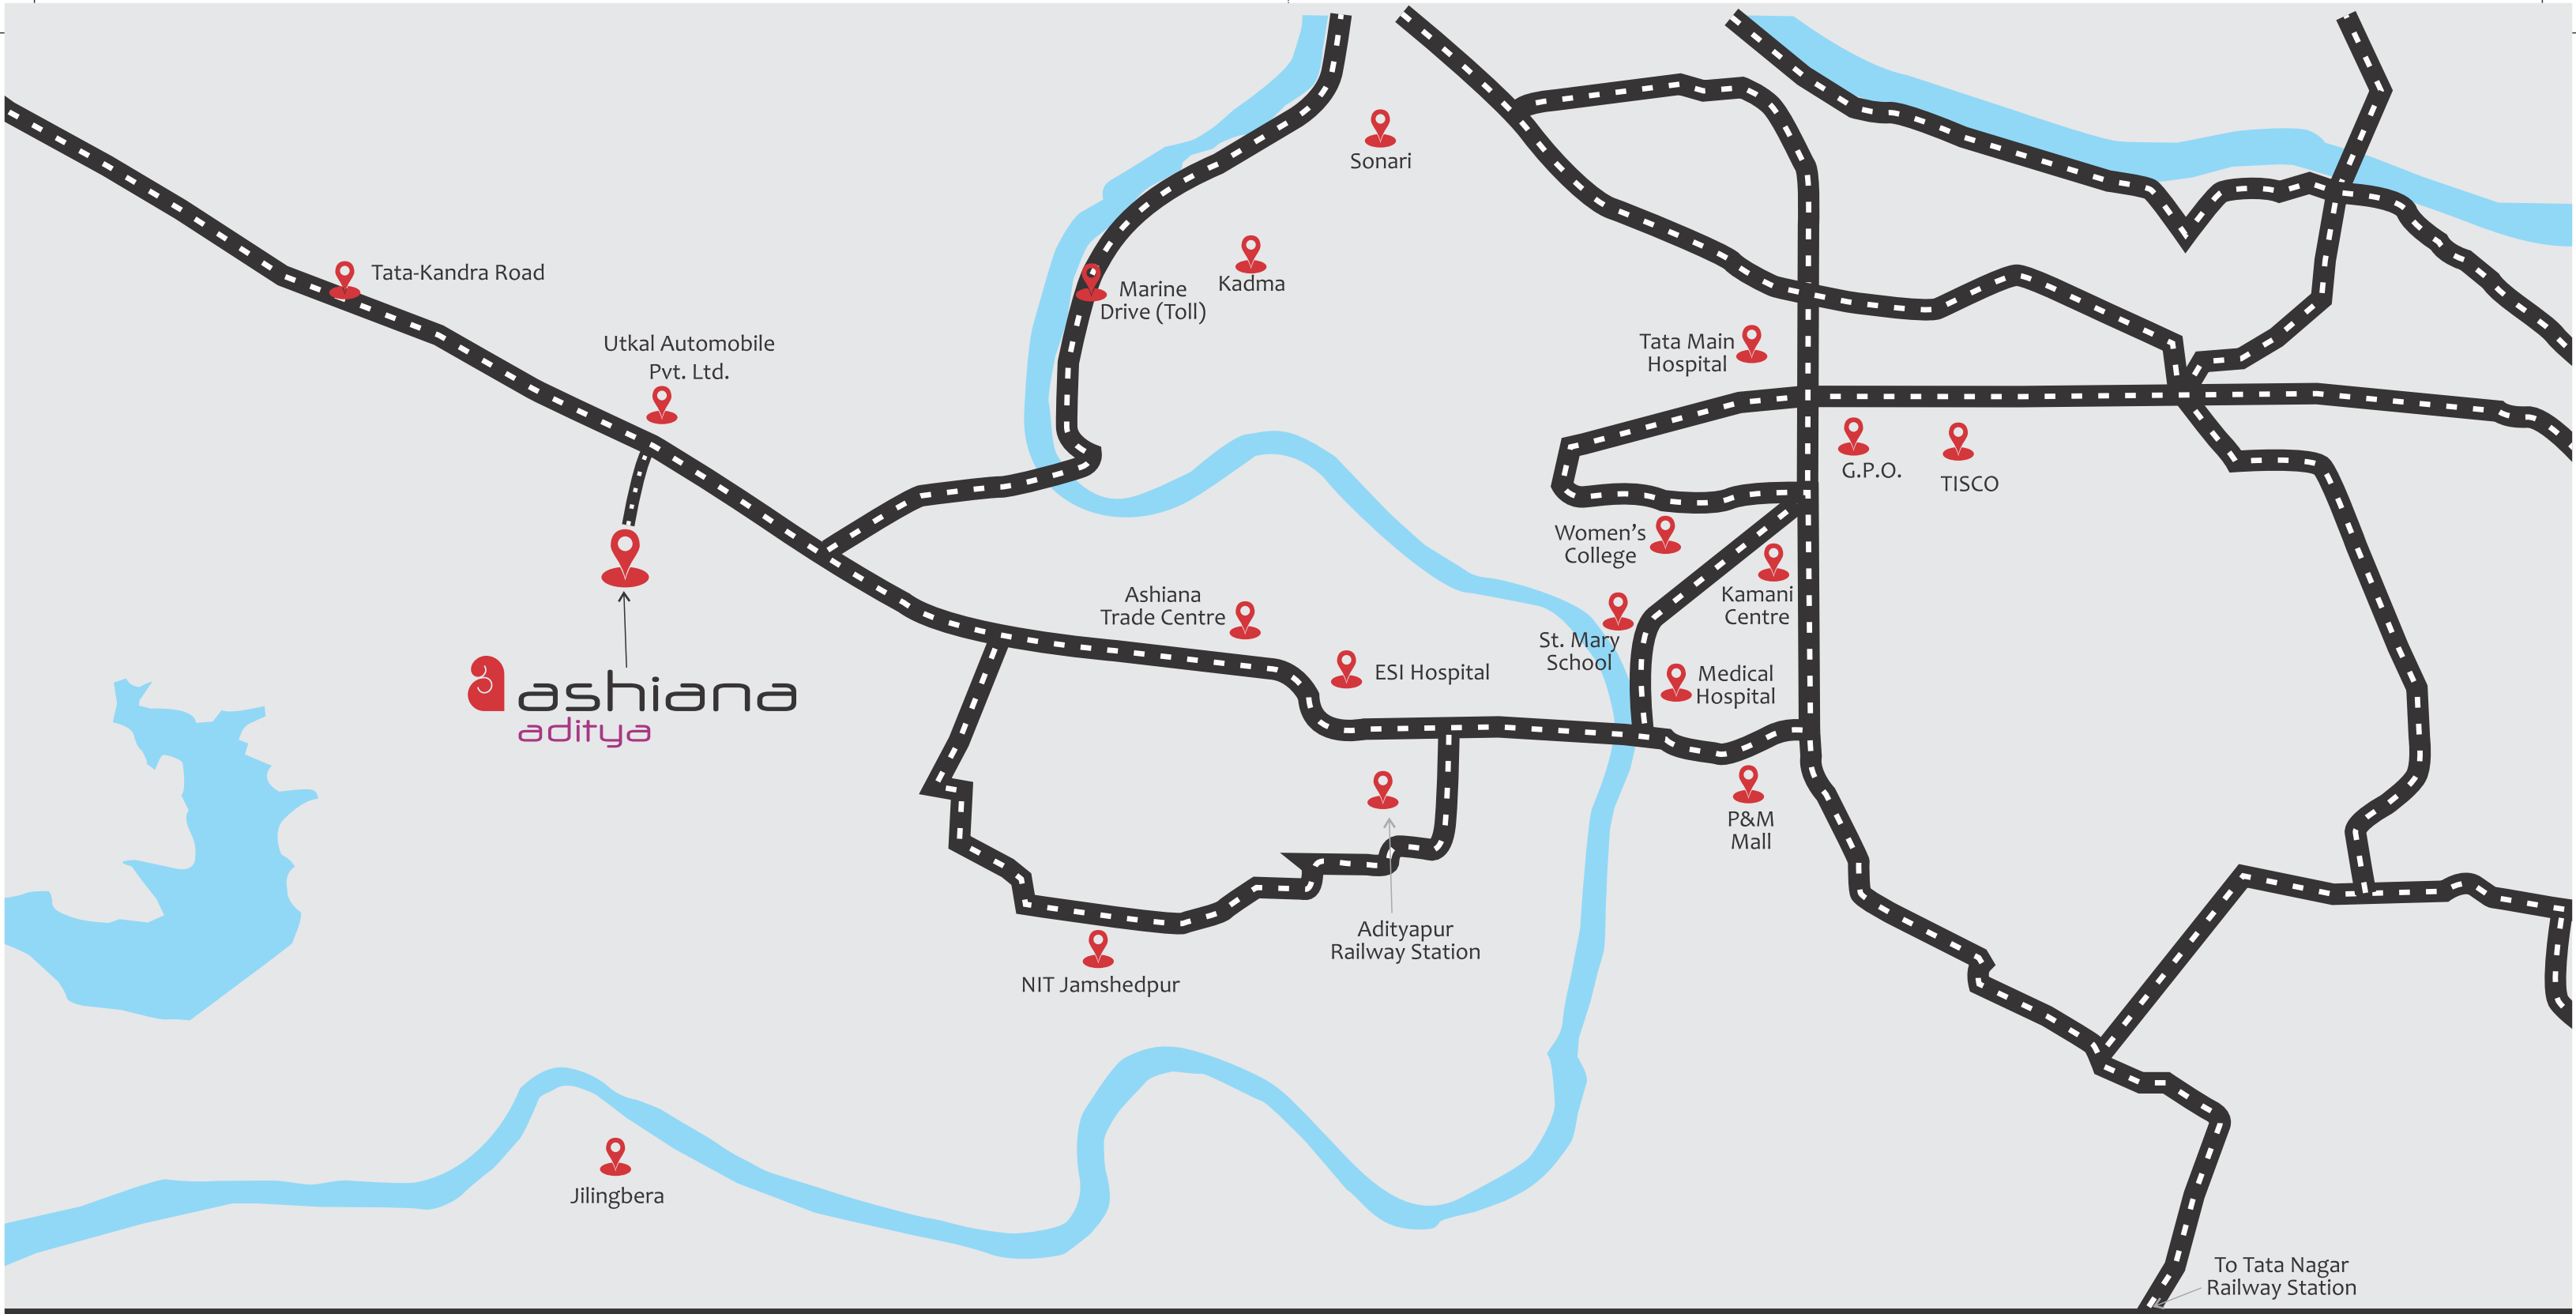 Sonari
Tata-Kandra Road
Kadma
Marine
Drive (Toll)
Utkal Automobile
Pvt. Ltd.
Tata Main
Hospital
G.P.O.
TISCO
Women's
College
Kamani
Centre
Ashiana
Trade Centre
St. Mary
School
ESI Hospital
Medical
Hospital
ashiana
aditya
P&M
Mall
Adityapur
Railway Station
NIT Jamshedpur
Jilingbera
To Tata Nagar
Railway Station